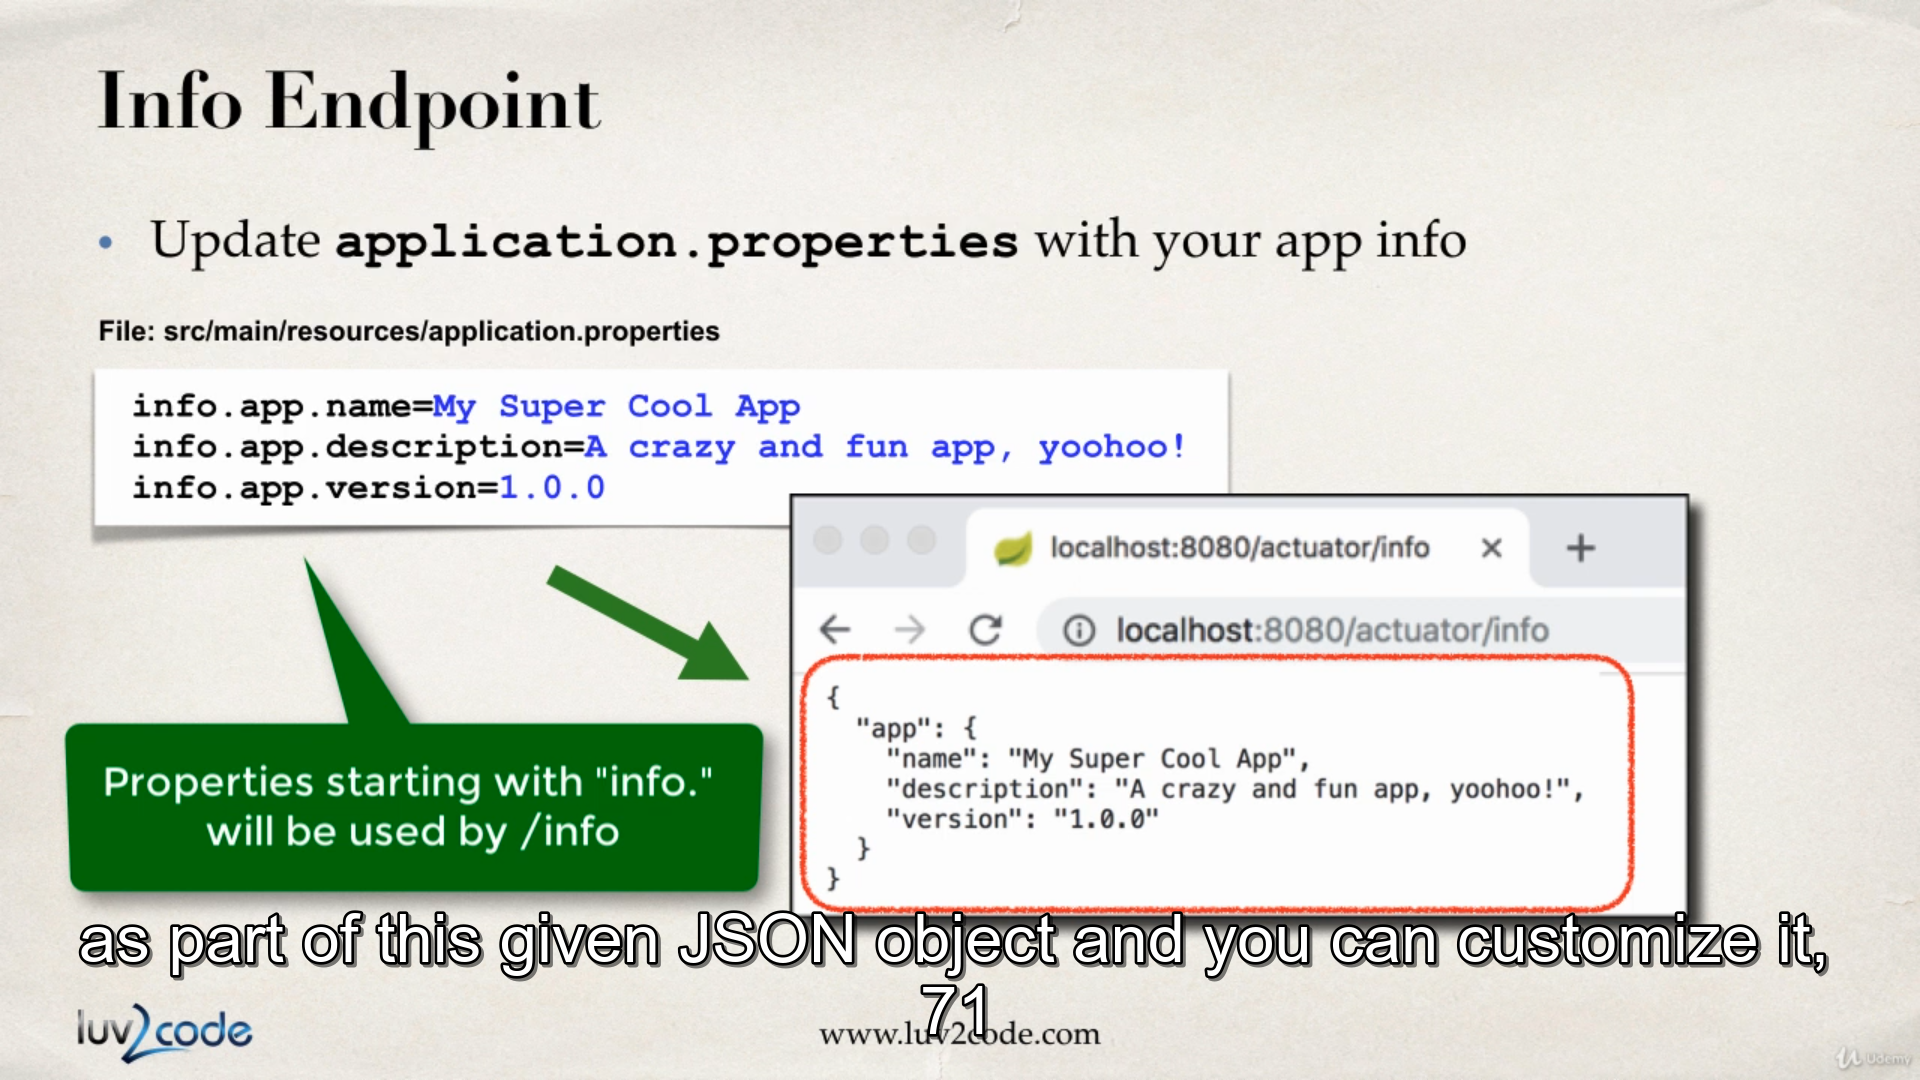 Info Endpoint
• Update application.properties with your app info
File: src/main/resources/application.properties
info.app.name=My Super Cool App
info.app.description=A crazy and fun app, yoohoo!
info.app.version=1.0.0
localhost:8080/actuator/info
localhost:8080/actuator/info
{
"app": {
"name": "My Super Cool App",
"description": "A crazy and fun app, yoohoo!",
"version": "1.0.0"
}
}
Properties starting with "info."
will be used by /info
as part of this given JSON object and you can customize it,
71
luv2code
www.luv2code.com
Udemy